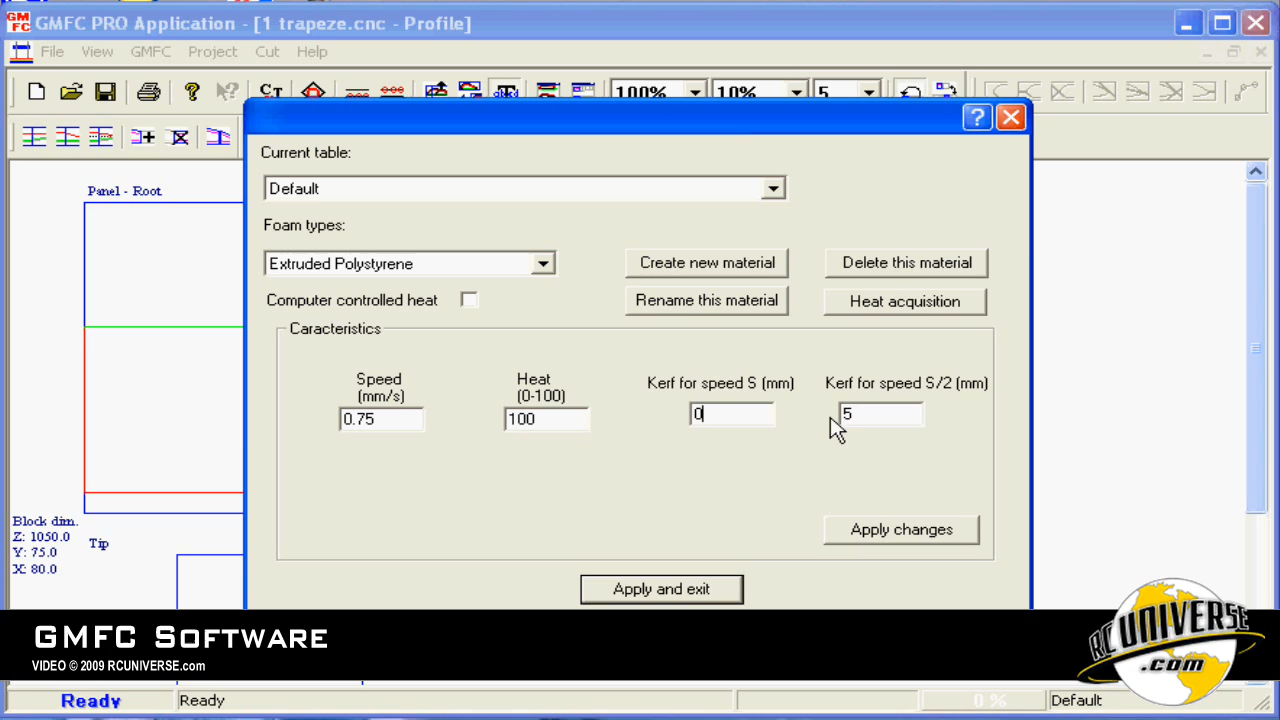 GMFC PRO Application - [1 trapeze.cnc - Profile]
File View GMFC Project Cut Help
100% 10% 5
Panel - Root
Current table:
Default
Foam types:
Extruded Polystyrene
Create new material
Delete this material
Computer controlled heat
Rename this material
Heat acquisition
Caracteristics
Speed
(mm/s)
Heat
(0-100)
Kerf for speed S (mm)
Kerf for speed S/2 (mm)
0.75
100
0
5
Block dim.
Z: 1050.0
Y: 75.0
X: 80.0
Tip
Apply changes
Apply and exit
GMFC Software
VIDEO © 2009 RCUNIVERSE.com
RC UNIVERSE
.com
Ready
Ready
0 %
Default